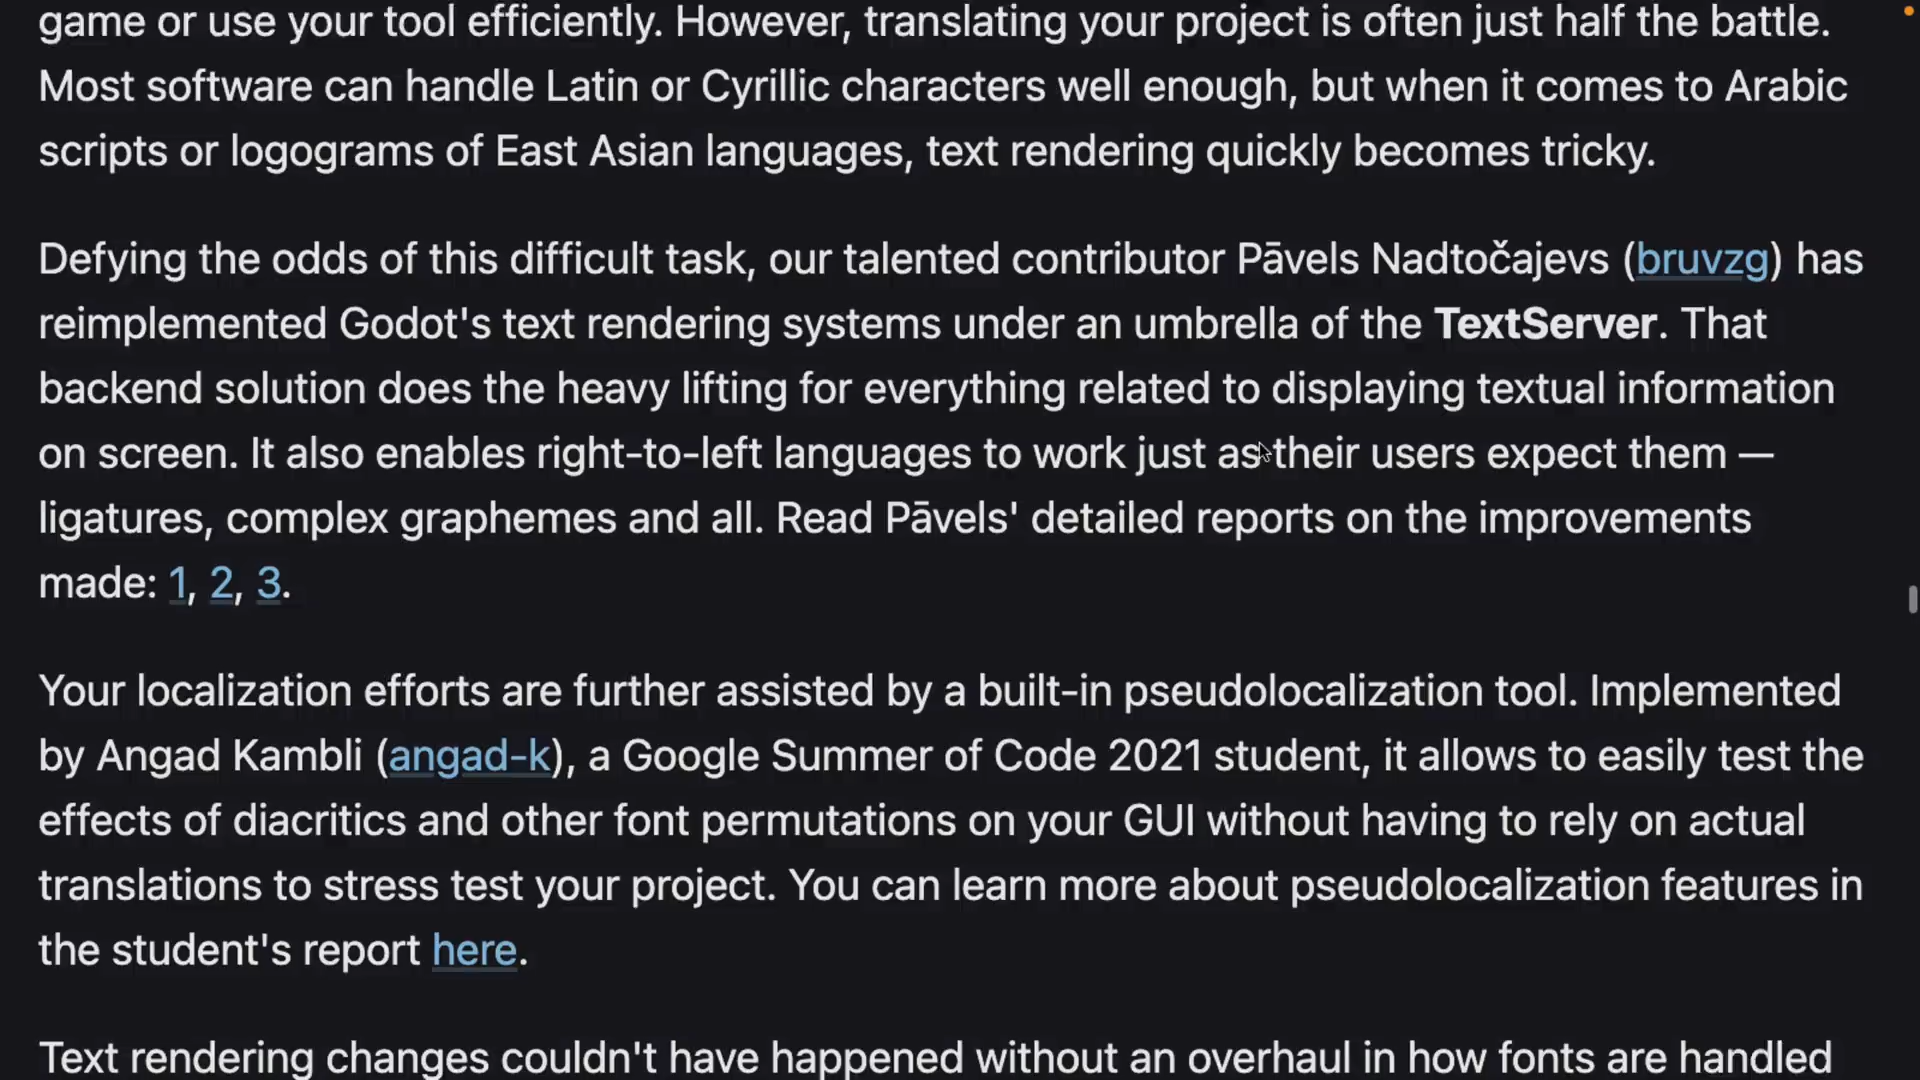 game or use your tool efficiently. However, translating your project is often just half the battle.
Most software can handle Latin or Cyrillic characters well enough, but when it comes to Arabic
scripts or logograms of East Asian languages, text rendering quickly becomes tricky.
Defying the odds of this difficult task, our talented contributor Pāvels Nadtočajevs (bruvzg) has
reimplemented Godot's text rendering systems under an umbrella of the TextServer. That
backend solution does the heavy lifting for everything related to displaying textual information
on screen. It also enables right-to-left languages to work just as their users expect them —
ligatures, complex graphemes and all. Read Pāvels' detailed reports on the improvements
made: 1, 2, 3.
Your localization efforts are further assisted by a built-in pseudolocalization tool. Implemented
by Angad Kambli (angad-k), a Google Summer of Code 2021 student, it allows to easily test the
effects of diacritics and other font permutations on your GUI without having to rely on actual
translations to stress test your project. You can learn more about pseudolocalization features in
the student's report here.
Text rendering changes couldn't have happened without an overhaul in how fonts are handled